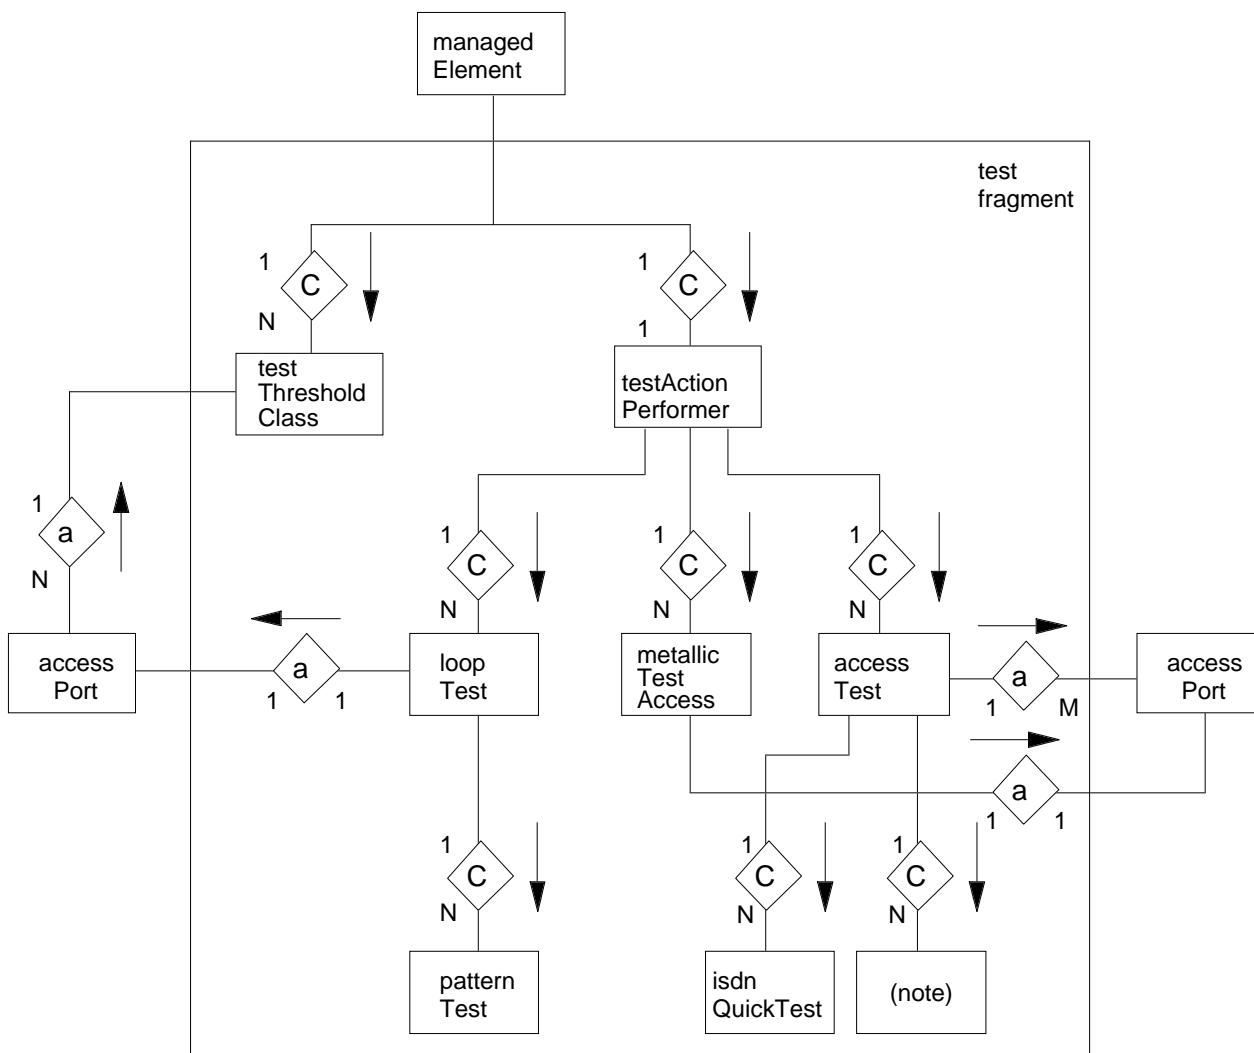 managed
Element
test
fragment
1
C
N
1
C
1
test
Threshold
Class
testAction
Performer
1
a
N
1
C
N
1
C
N
1
C
N
access
Port
a
1
1
loop
Test
metallic
Test
Access
access
Test
a
1
M
access
Port
a
1
1
1
C
N
1
C
N
1
C
N
pattern
Test
isdn
QuickTest
(note)